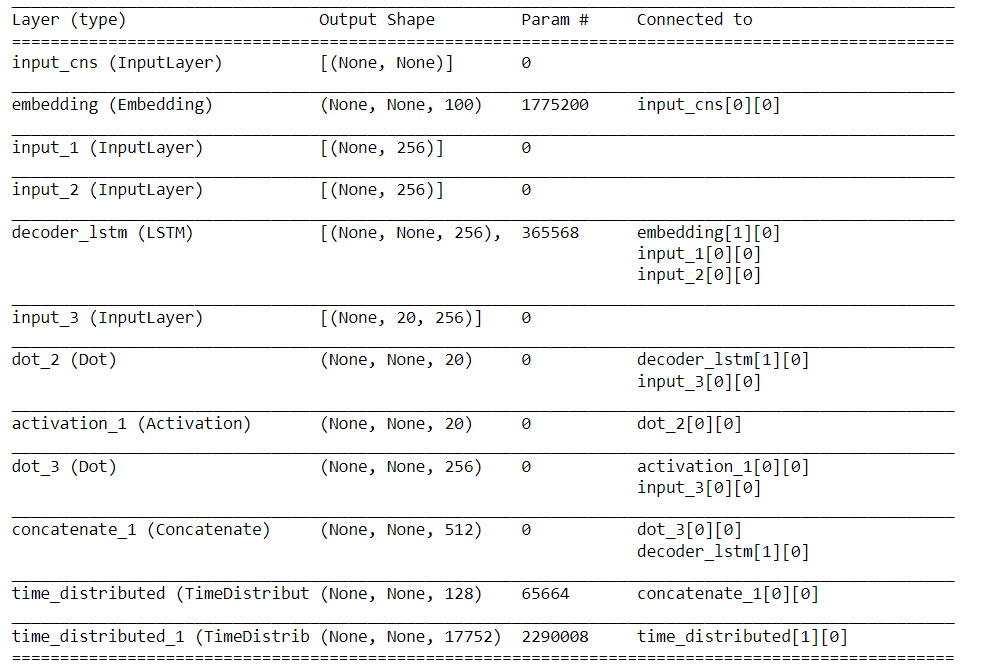 Layer (type) Output Shape Param # Connected to
==================================================================================================
input_cns (InputLayer) [(None, None)] 0
embedding (Embedding) (None, None, 100) 1775200 input_cns[0][0]
input_1 (InputLayer) [(None, 256)] 0
input_2 (InputLayer) [(None, 256)] 0
decoder_lstm (LSTM) [(None, None, 256), 365568 embedding[1][0]
input_1[0][0]
input_2[0][0]
input_3 (InputLayer) [(None, 20, 256)] 0
dot_2 (Dot) (None, None, 20) 0 decoder_lstm[1][0]
input_3[0][0]
activation_1 (Activation) (None, None, 20) 0 dot_2[0][0]
dot_3 (Dot) (None, None, 256) 0 activation_1[0][0]
input_3[0][0]
concatenate_1 (Concatenate) (None, None, 512) 0 dot_3[0][0]
decoder_lstm[1][0]
time_distributed (TimeDistribut (None, None, 128) 65664 concatenate_1[0][0]
time_distributed_1 (TimeDistrib (None, None, 17752) 2290008 time_distributed[1][0]
==================================================================================================